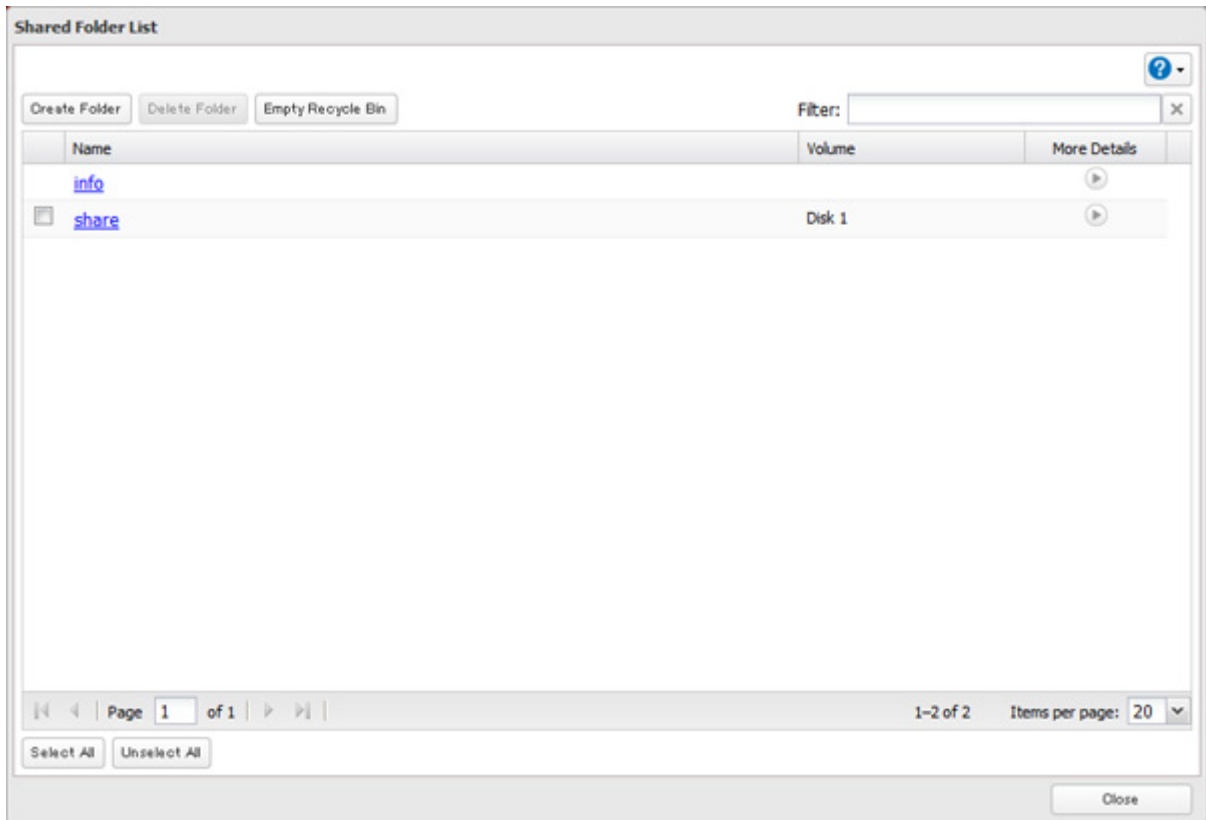 Shared Folder List
Create Folder Delete Folder Empty Recycle Bin Filter:
Name Volume More Details
info
share Disk 1
Page 1 of 1 1–2 of 2 Items per page: 20
Select All Unselect All
Close